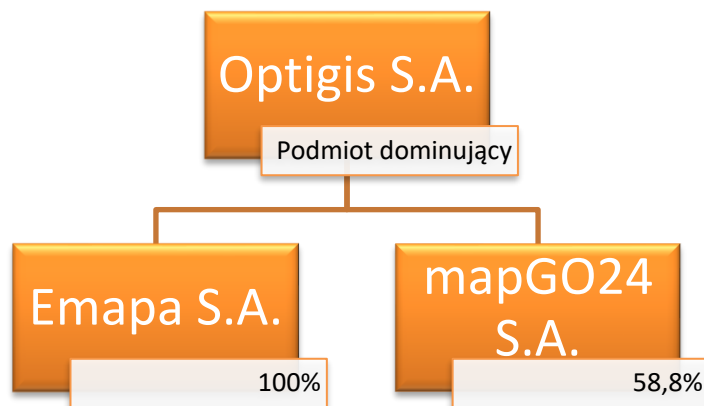 Optigis S.A.
Podmiot dominujący
Emapa S.A.
100%
mapGO24
S.A.
58,8%